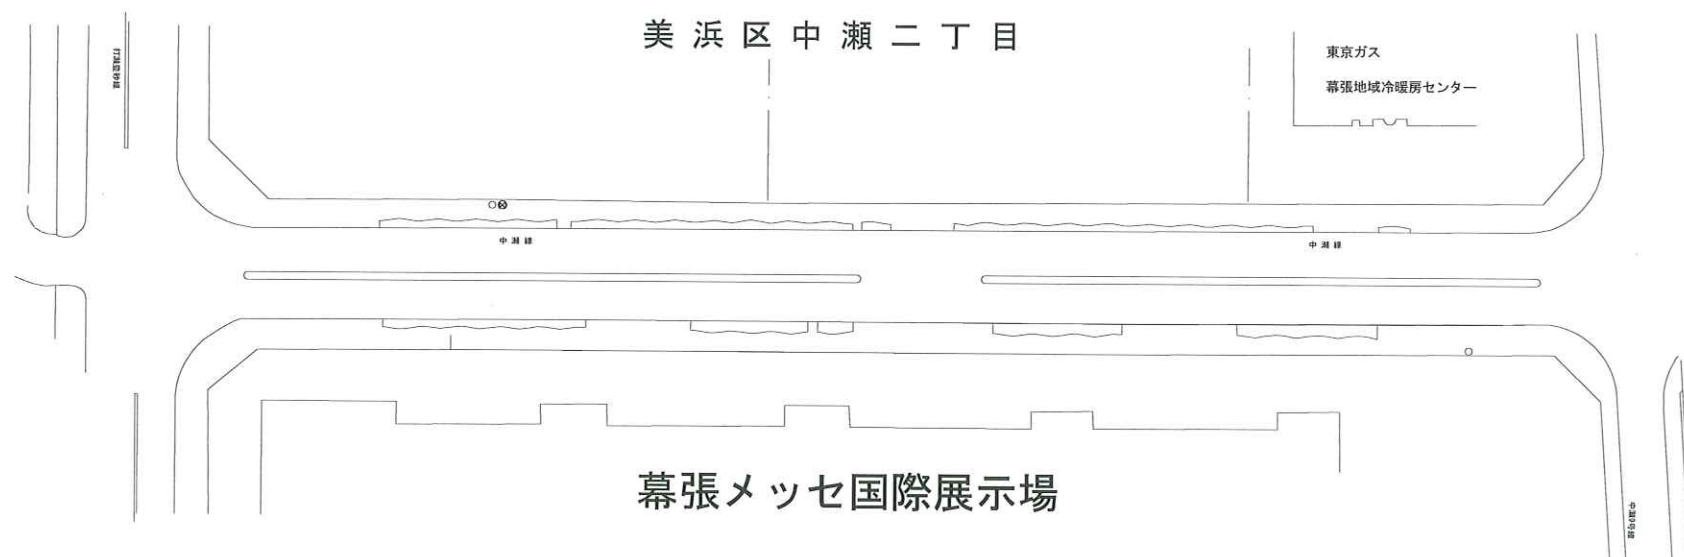 美浜区中瀬二丁目
東京ガス
幕張地域冷暖房センター
中瀬線
中瀬線
幕張メッセ国際展示場